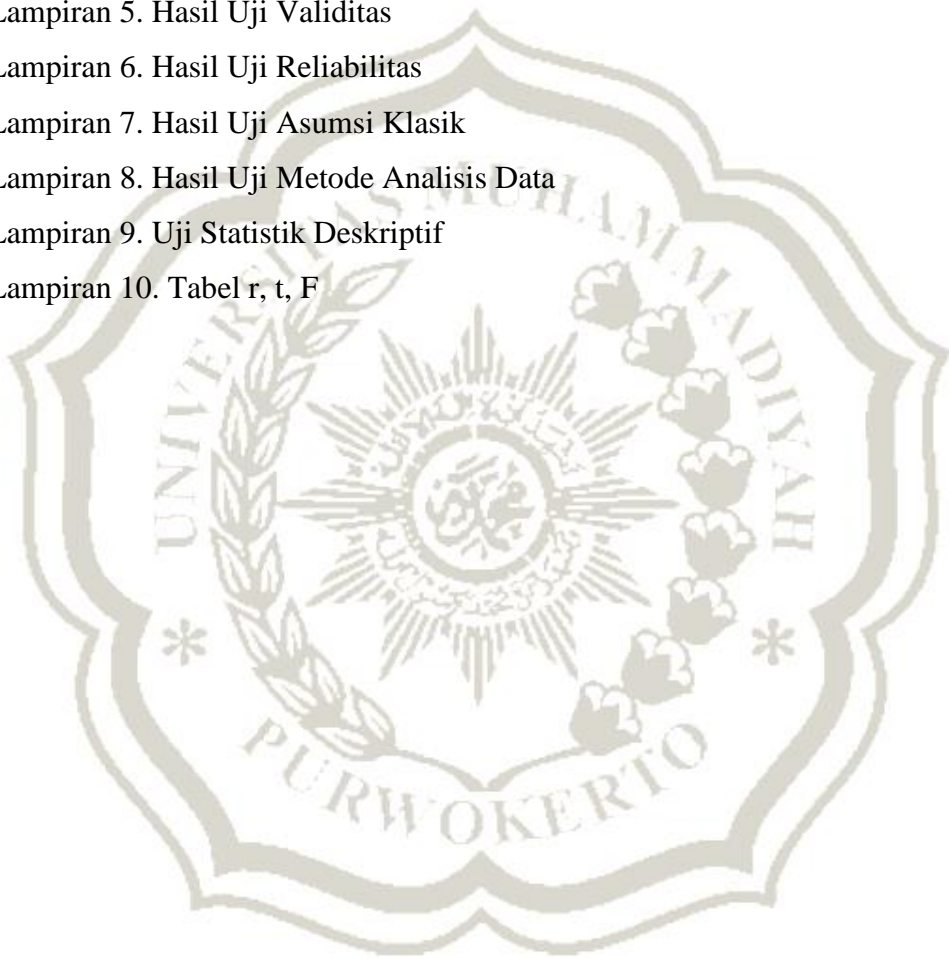 Lampiran 5. Hasil Uji Validitas
Lampiran 6. Hasil Uji Reliabilitas
Lampiran 7. Hasil Uji Asumsi Klasik
Lampiran 8. Hasil Uji Metode Analisis Data
Lampiran 9. Uji Statistik Deskriptif
Lampiran 10. Tabel r, t, F
UNIVERSITAS MUHAMMADIYAH
PURWOKERTO